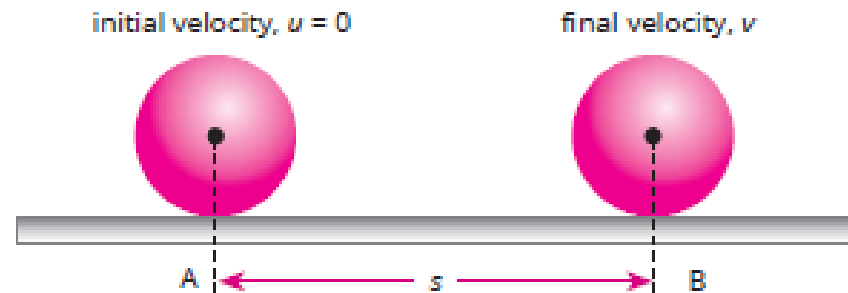 initial velocity, u = 0
final velocity, v
A
s
B